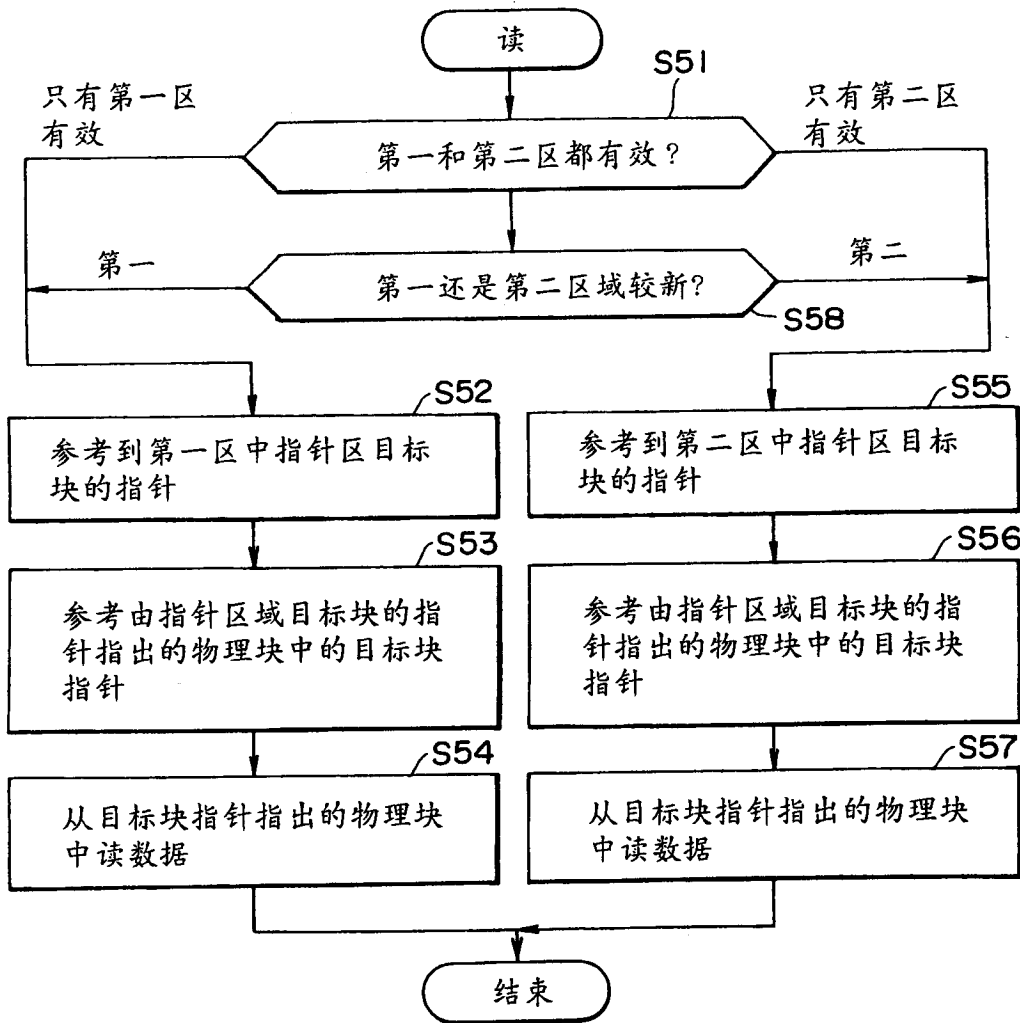 读
S51
只有第一区
有效
只有第二区
有效
第一和第二区都有效?
第一
第二
第一还是第二区域较新?
S58
S52
参考到第一区中指针区目标
块的指针
S55
参考到第二区中指针区目标
块的指针
S53
参考由指针区域目标块的指
针指出的物理块中的目标块
指针
S56
参考由指针区域目标块的指
针指出的物理块中的目标块
指针
S54
从目标块指针指出的物理块
中读数据
S57
从目标块指针指出的物理块
中读数据
结束